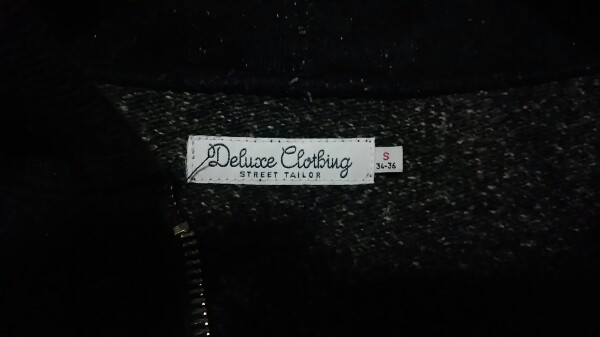 Deluxe Clothing
STREET TAILOR
S
34-36